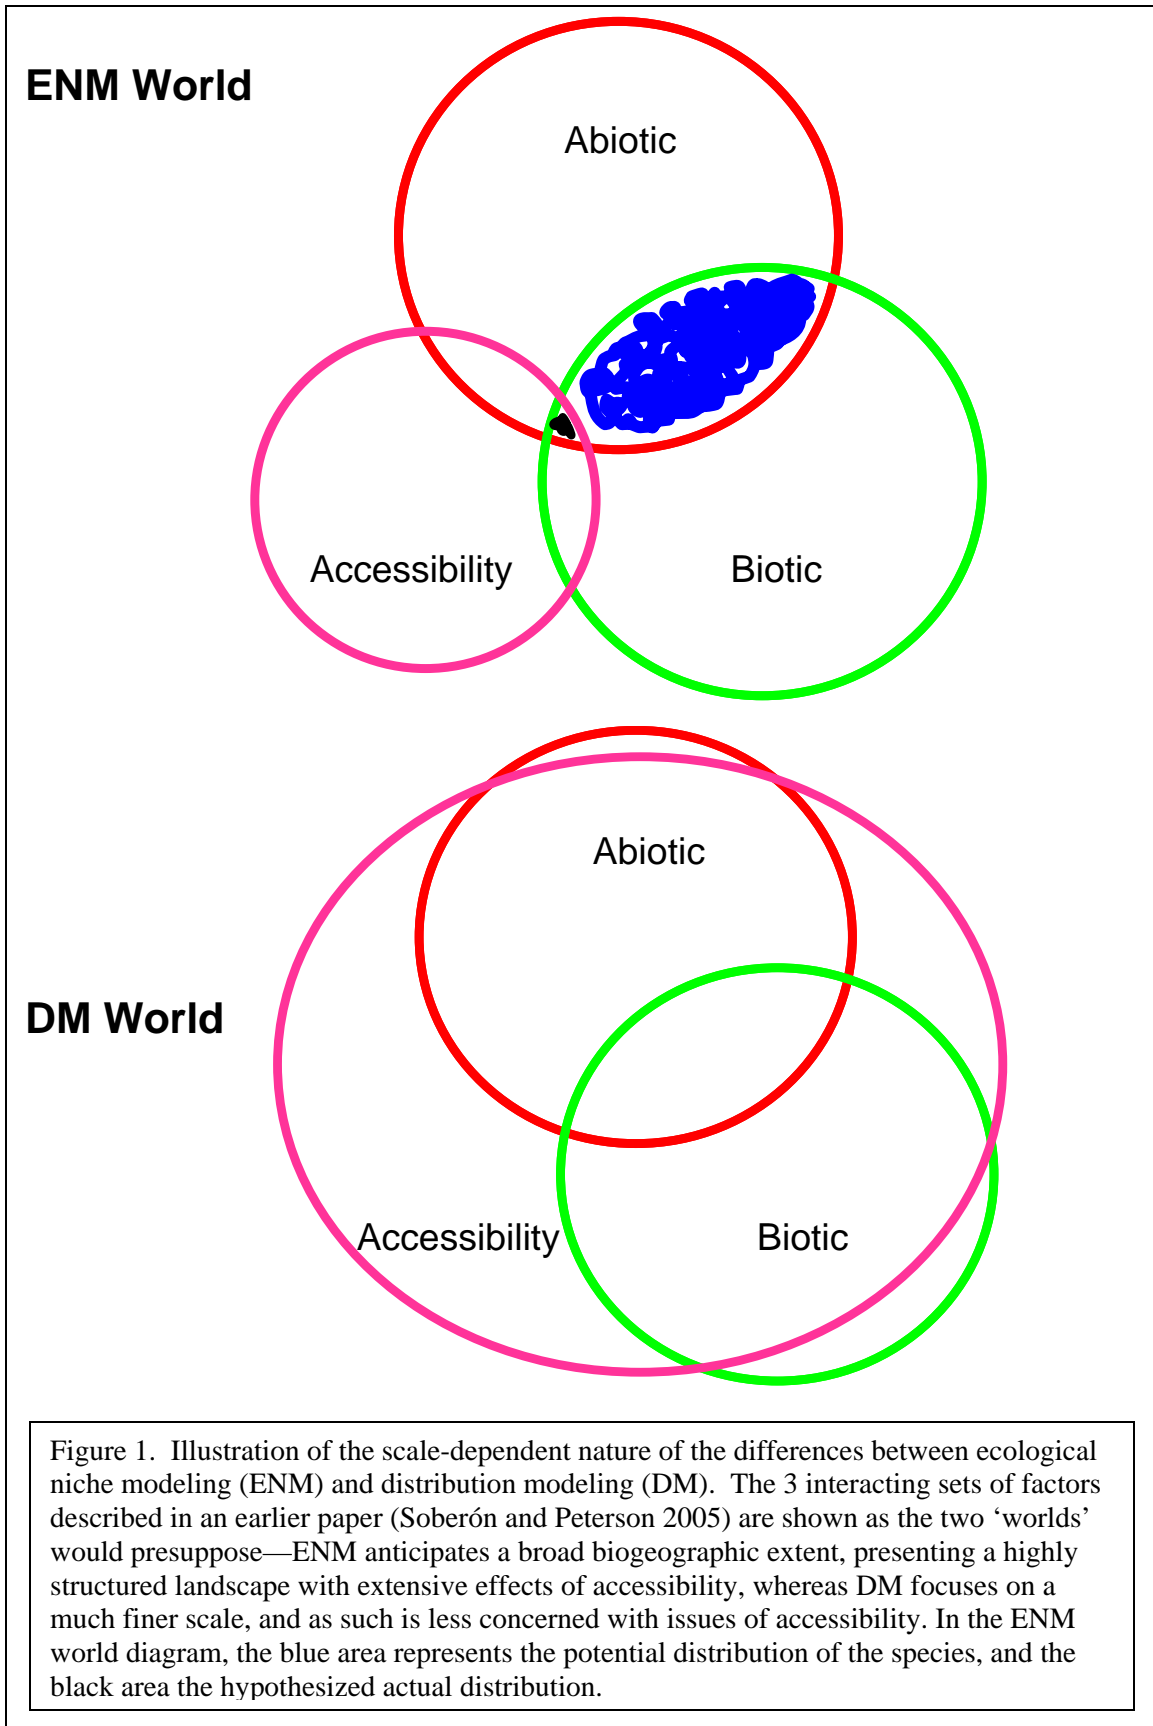 ENM World
Abiotic
Accessibility
Biotic
Abiotic
DM World
Accessibility
Biotic
Figure 1.  Illustration of the scale-dependent nature of the differences between ecological
niche modeling (ENM) and distribution modeling (DM).  The 3 interacting sets of factors
described in an earlier paper (Soberón and Peterson 2005) are shown as the two ‘worlds’
would presuppose—ENM anticipates a broad biogeographic extent, presenting a highly
structured landscape with extensive effects of accessibility, whereas DM focuses on a
much finer scale, and as such is less concerned with issues of accessibility. In the ENM
world diagram, the blue area represents the potential distribution of the species, and the
black area the hypothesized actual distribution.